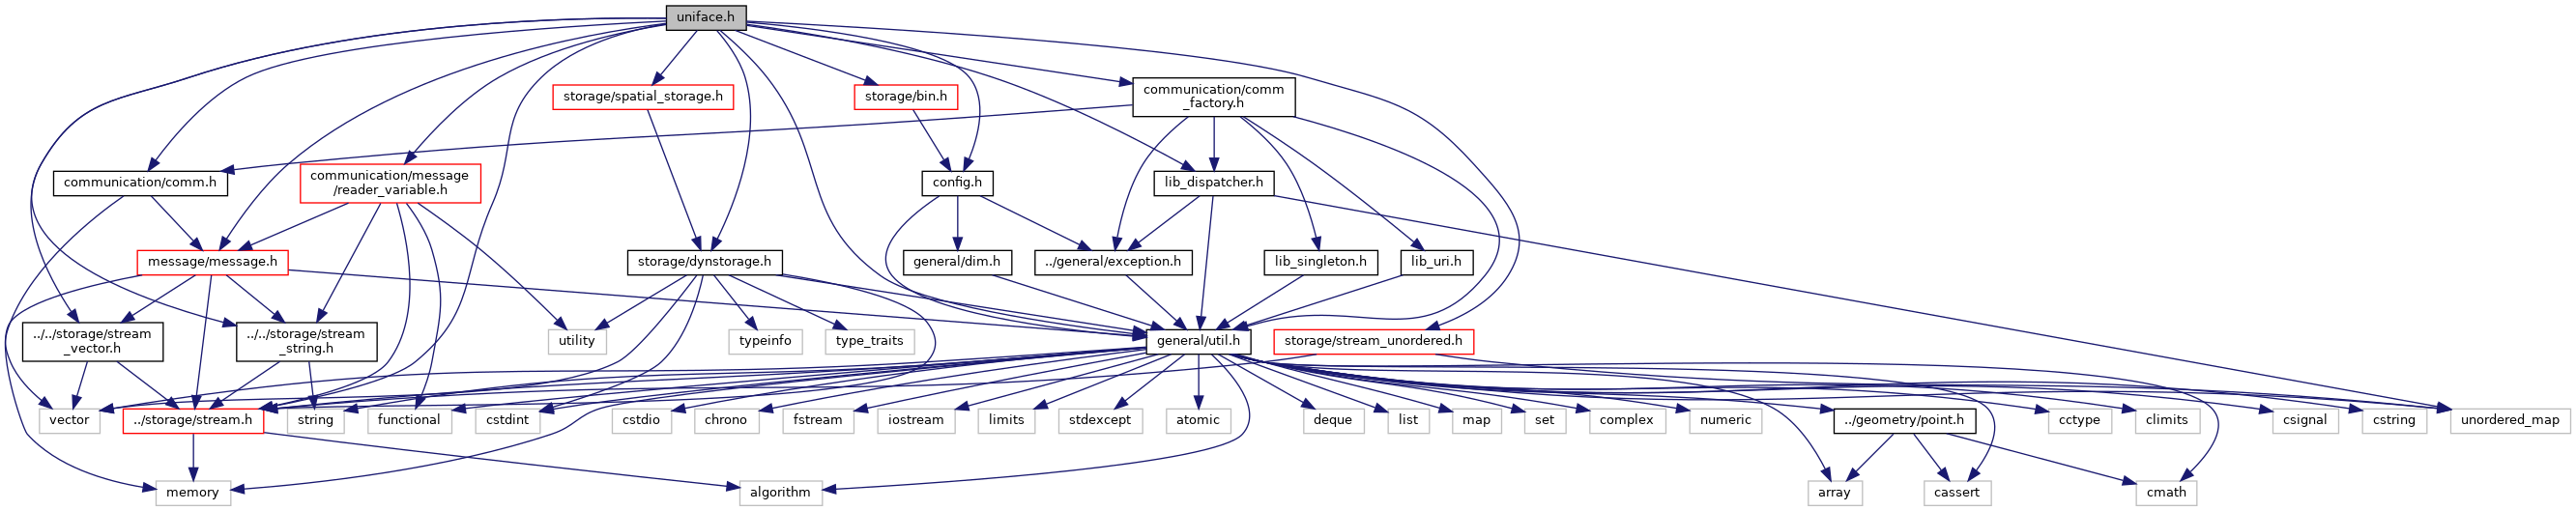 uniface.h
storage/spatial_storage.h
storage/bin.h
communication/comm
_factory.h
communication/comm.h
communication/message
/reader_variable.h
config.h
lib_dispatcher.h
message/message.h
storage/dynstorage.h
general/dim.h
../general/exception.h
lib_singleton.h
lib_uri.h
../../storage/stream
_vector.h
../../storage/stream
_string.h
utility
typeinfo
type_traits
general/util.h
storage/stream_unordered.h
vector
../storage/stream.h
string
functional
cstdint
cstdio
chrono
fstream
iostream
limits
stdexcept
atomic
deque
list
map
set
complex
numeric
../geometry/point.h
cctype
climits
csignal
cstring
unordered_map
memory
algorithm
array
cassert
cmath